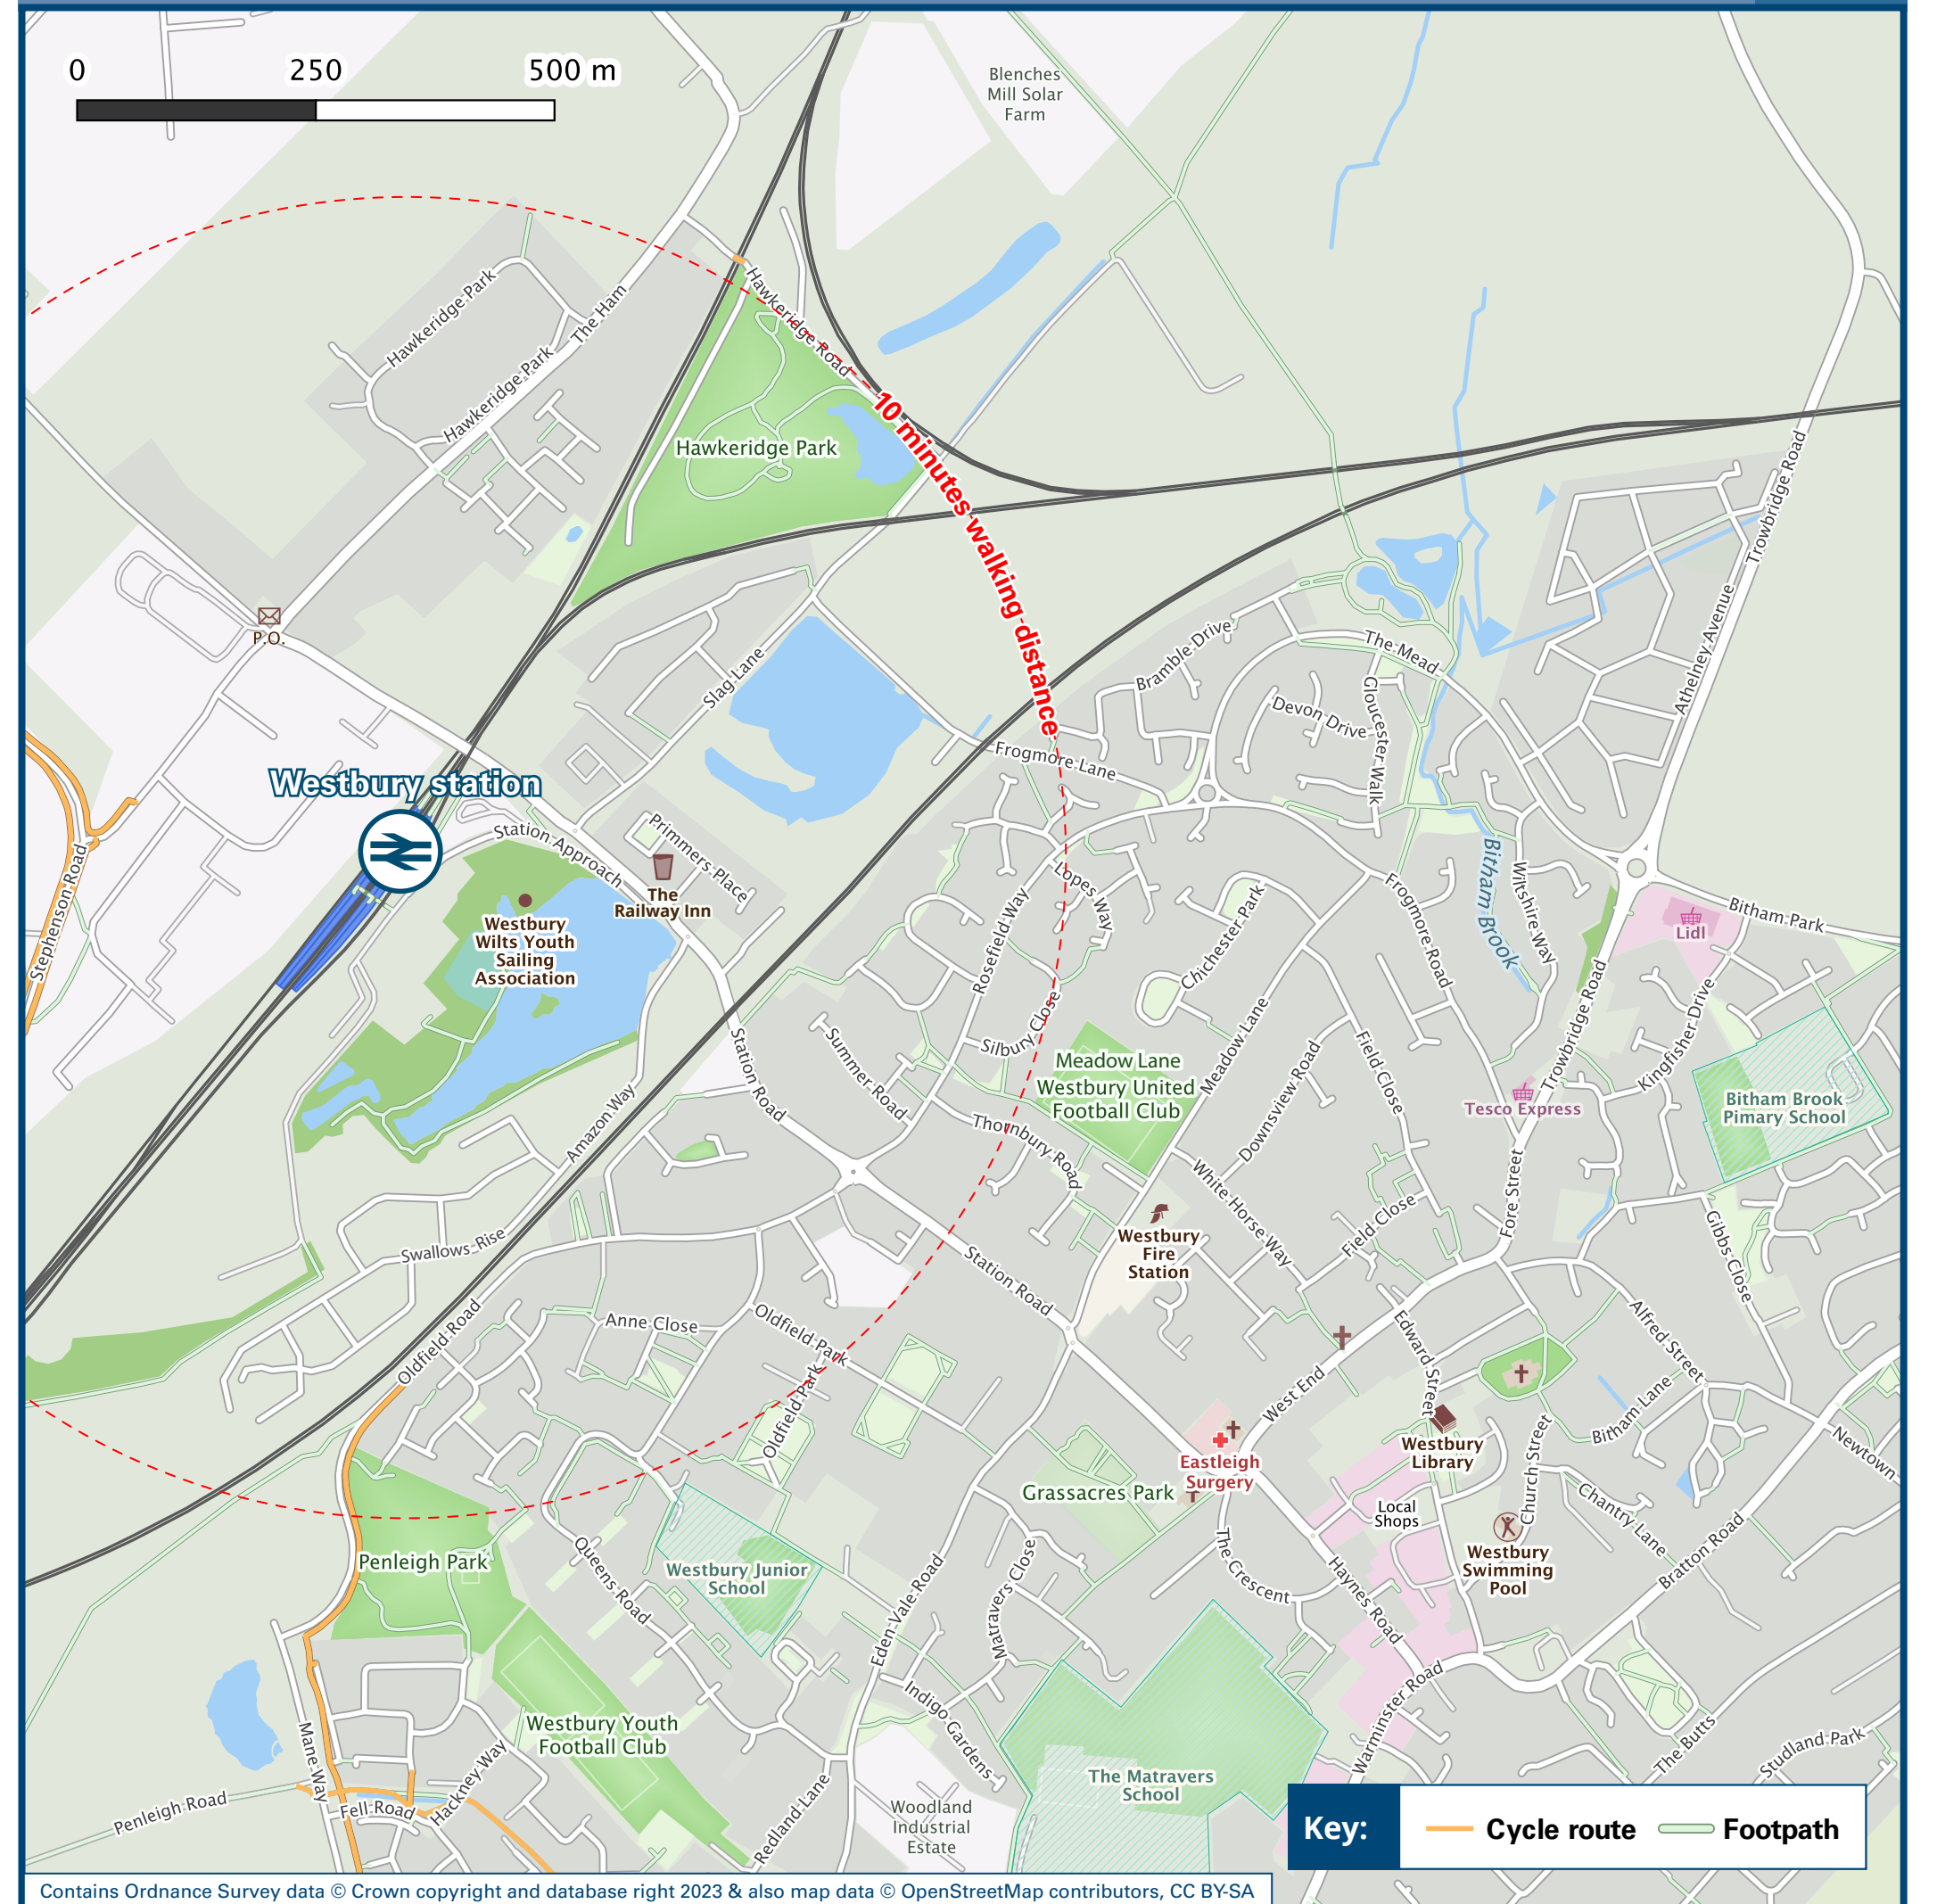 0 250 500 m
Blenches
Mill Solar
Farm
Hawkeridge Park
The Ham
Hawkeridge Park
Hawkeridge Road
Hawkeridge Park
10 minutes walking distance
Trowbridge Road
P.O.
Slag Lane
Bramble Drive
The Mead
Athelney Avenue
Devon Drive
Gloucester Walk
Frogmore Lane
Westbury station
Station Approach
Primmers Place
The
Railway Inn
Stephenson Road
Westbury
Wilts Youth
Sailing
Association
Lopes Way
Rosefield Way
Chichester Park
Frogmore Road
Bitham Brook
Wiltshire Way
Bitham Park
Lidl
Silbury Close
Summer Road
Station Road
Meadow Lane
Westbury United
Football Club
Meadow Lane
Downsview Road
Field Close
Trowbridge Road
Kingfisher Drive
Tesco Express
Bitham Brook
Pimary School
Amazon Way
Thornbury Road
White Horse Way
Field Close
Fore Street
Gibbs Close
Westbury
Fire
Station
Swallows Rise
Station Road
Oldfield Road
Anne Close
Oldfield Park
Oldfield Park
Edward Street
Alfred Street
West End
Bitham Lane
Westbury
Library
Church Street
Newtown
Eastleigh
Surgery
Grassacres Park
Local
Shops
Chantry Lane
Westbury
Swimming
Pool
Bratton Road
Penleigh Park
Queens Road
Westbury Junior
School
Eden Vale Road
Matravers Close
The Crescent
Haynes Road
Indigo Gardens
Westbury Youth
Football Club
Warminster Road
The Butts
Studland Park
Mane Way
Hackney Way
Penleigh Road
Fell Road
Redland Lane
Woodland
Industrial
Estate
The Matravers
School
Key: Cycle route Footpath
Contains Ordnance Survey data © Crown copyright and database right 2023 & also map data © OpenStreetMap contributors, CC BY-SA